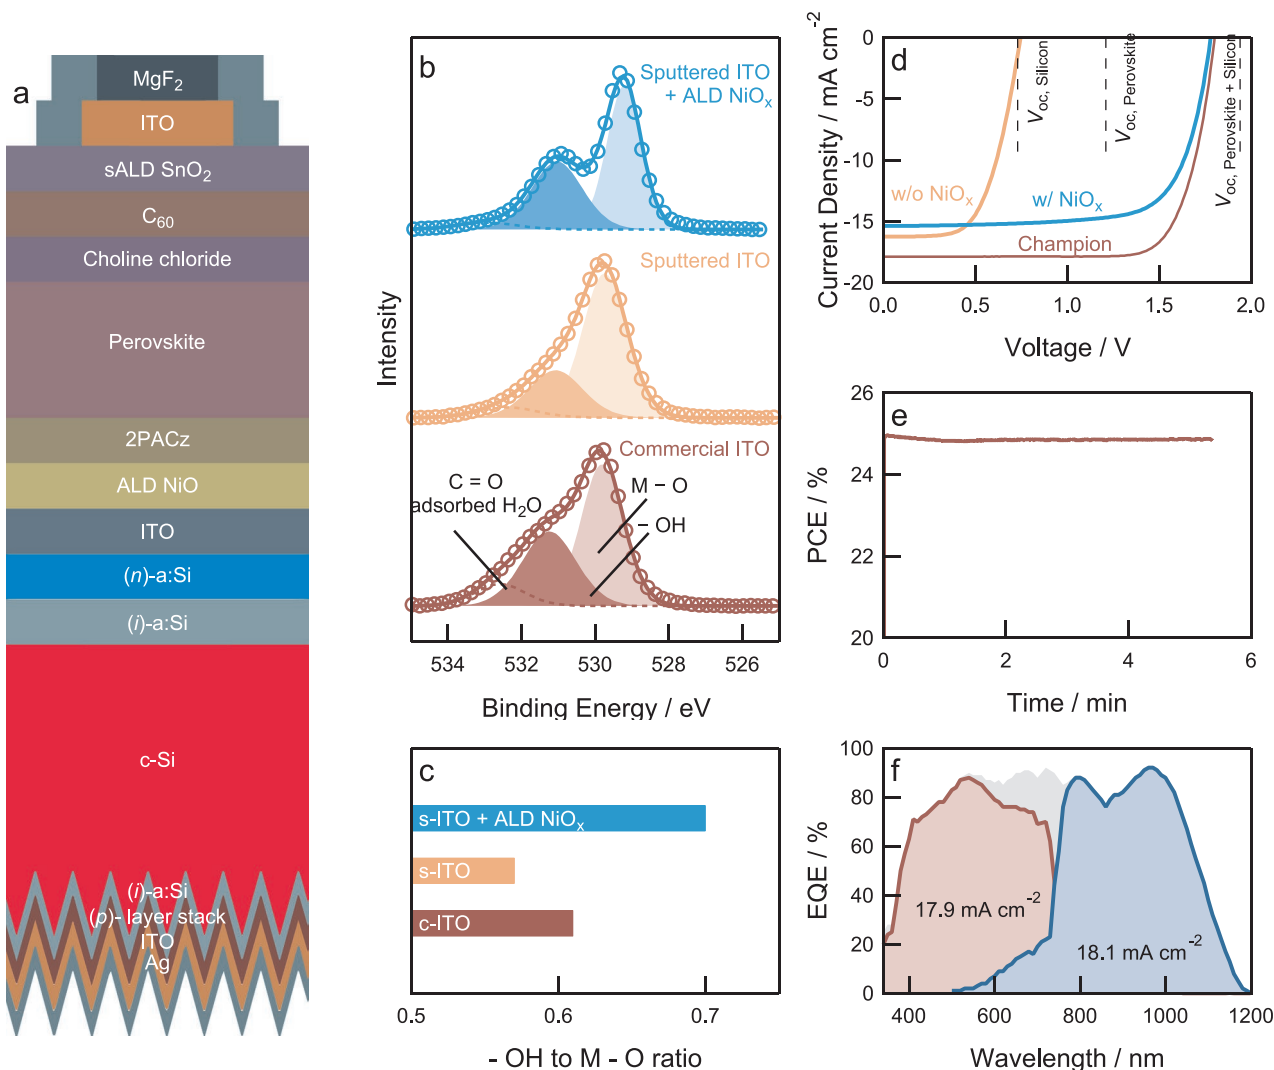 a
MgF2
ITO
sALD SnO2
C60
Choline chloride
Perovskite
2PACz
ALD NiO
ITO
(n)-a:Si
(i)-a:Si
c-Si
(i)-a:Si
(p)- layer stack
ITO
Ag
b
Sputtered ITO
+ ALD NiOx
Sputtered ITO
Commercial ITO
C = O
adsorbed H2O
M – O
– OH
Intensity
534 532 530 528 526
Binding Energy / eV
c
s-ITO + ALD NiOx
s-ITO
c-ITO
0.5 0.6 0.7
- OH to M - O ratio
d
Current Density / mA cm-2
0
-5
-10
-15
-20
Voc, Silicon
Voc, Perovskite
Voc, Perovskite + Silicon
w/o NiOx
w/ NiOx
Champion
0.0 0.5 1.0 1.5 2.0
Voltage / V
e
PCE / %
26
24
22
20
0 2 4 6
Time / min
f
EQE / %
100
80
60
40
20
0
17.9 mA cm-2
18.1 mA cm-2
400 600 800 1000 1200
Wavelength / nm